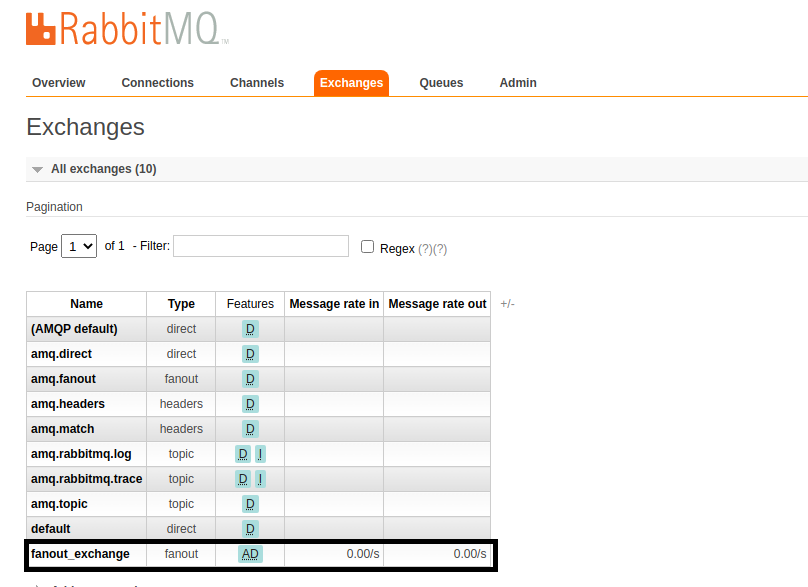 RabbitMQ TM
Overview Connections Channels Exchanges Queues Admin
Exchanges
All exchanges (10)
Pagination
Page 1 of 1 - Filter: Regex (?)(?)
Name Type Features Message rate in Message rate out +/-
(AMQP default) direct D
amq.direct direct D
amq.fanout fanout D
amq.headers headers D
amq.match headers D
amq.rabbitmq.log topic D I
amq.rabbitmq.trace topic D I
amq.topic topic D
default direct D
fanout_exchange fanout AD 0.00/s 0.00/s